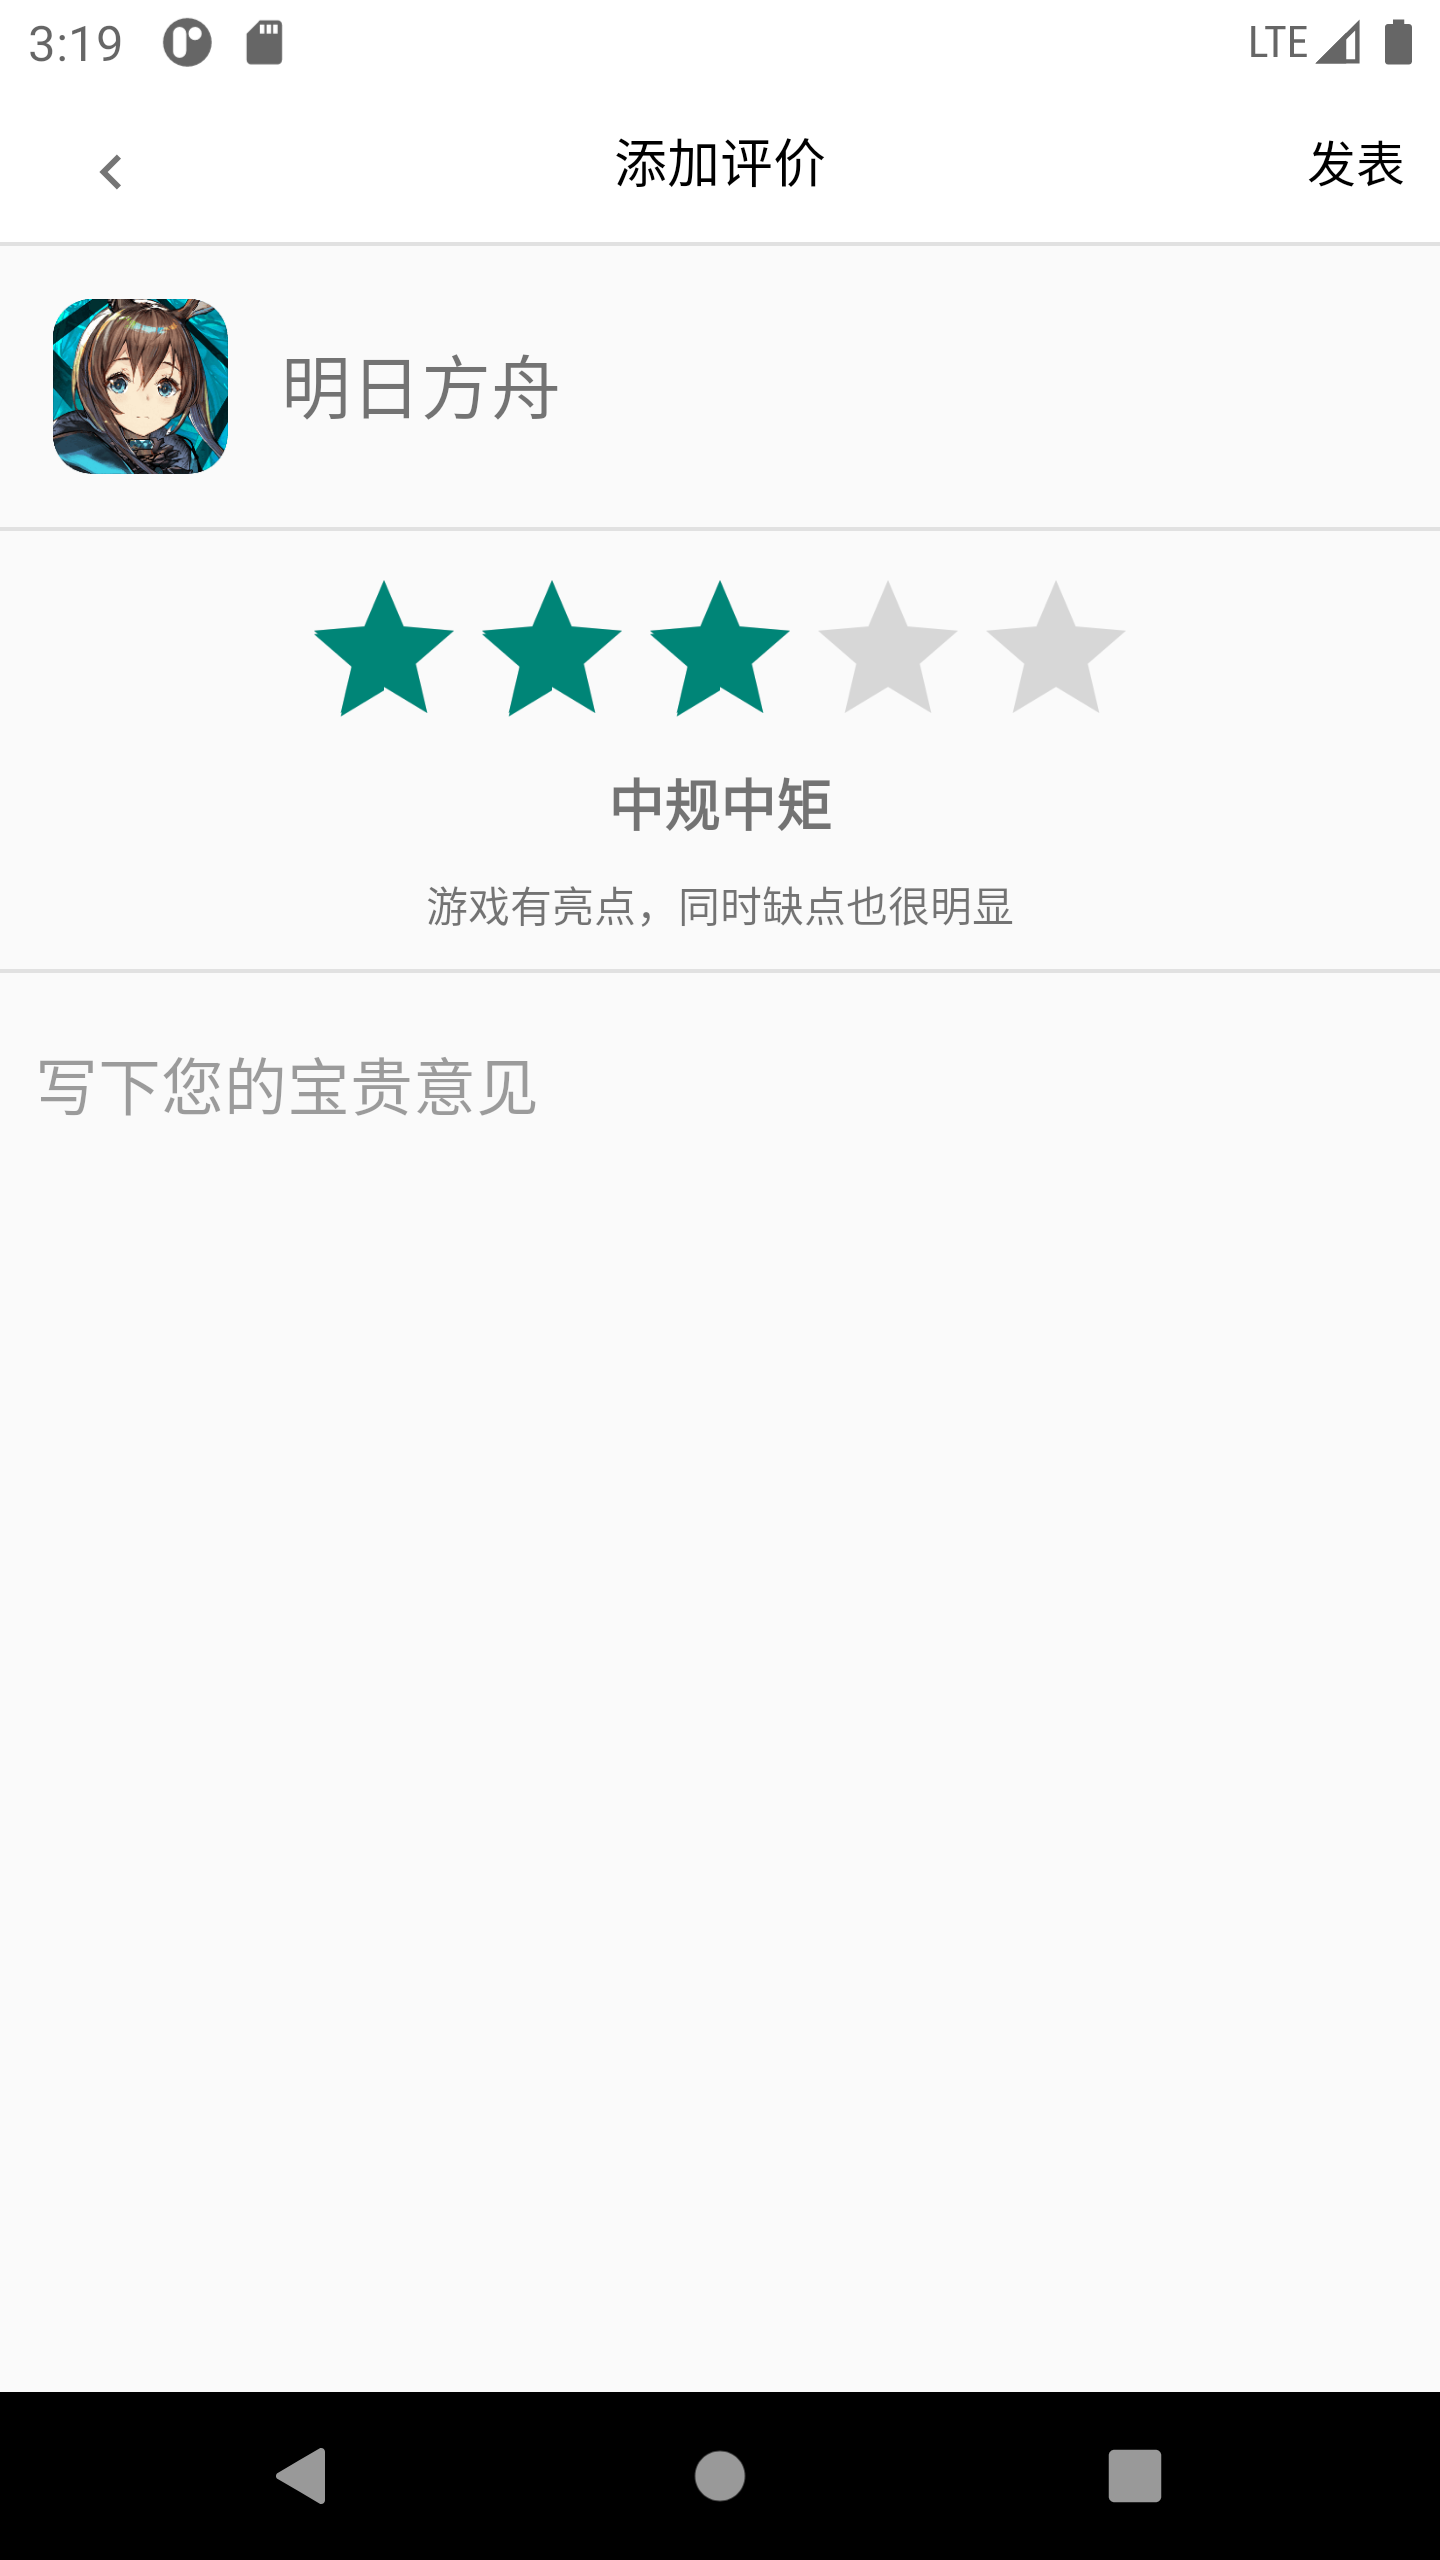 3:19
LTE
添加评价
发表
明日方舟
中规中矩
游戏有亮点，同时缺点也很明显
写下您的宝贵意见